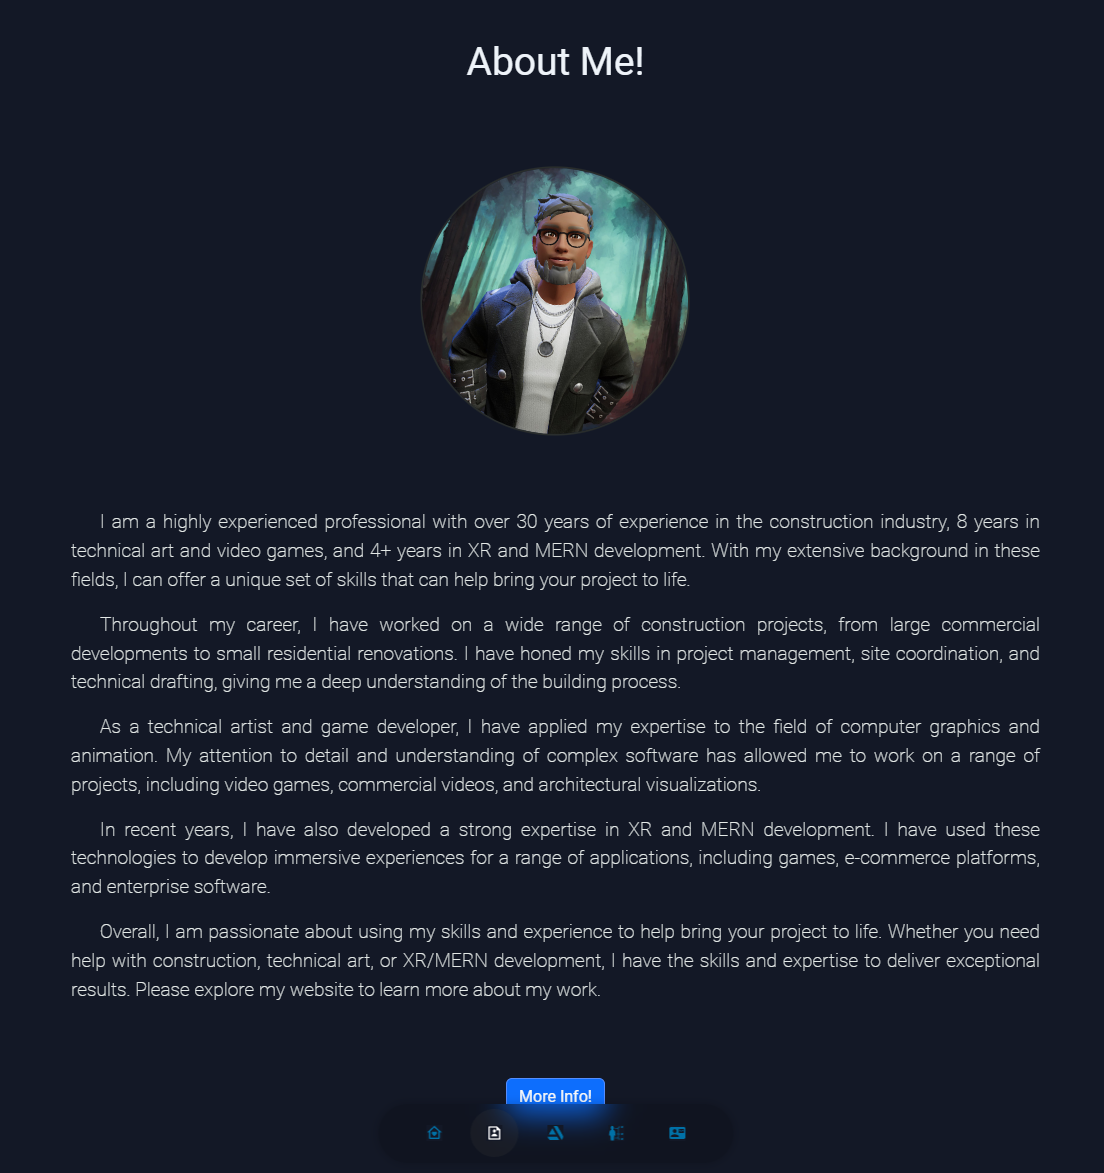 About Me!
I am a highly experienced professional with over 30 years of experience in the construction industry, 8 years in
technical art and video games, and 4+ years in XR and MERN development. With my extensive background in these
fields, I can offer a unique set of skills that can help bring your project to life.
Throughout my career, I have worked on a wide range of construction projects, from large commercial
developments to small residential renovations. I have honed my skills in project management, site coordination, and
technical drafting, giving me a deep understanding of the building process.
As a technical artist and game developer, I have applied my expertise to the field of computer graphics and
animation. My attention to detail and understanding of complex software has allowed me to work on a range of
projects, including video games, commercial videos, and architectural visualizations.
In recent years, I have also developed a strong expertise in XR and MERN development. I have used these
technologies to develop immersive experiences for a range of applications, including games, e-commerce platforms,
and enterprise software.
Overall, I am passionate about using my skills and experience to help bring your project to life. Whether you need
help with construction, technical art, or XR/MERN development, I have the skills and expertise to deliver exceptional
results. Please explore my website to learn more about my work.
More Info!